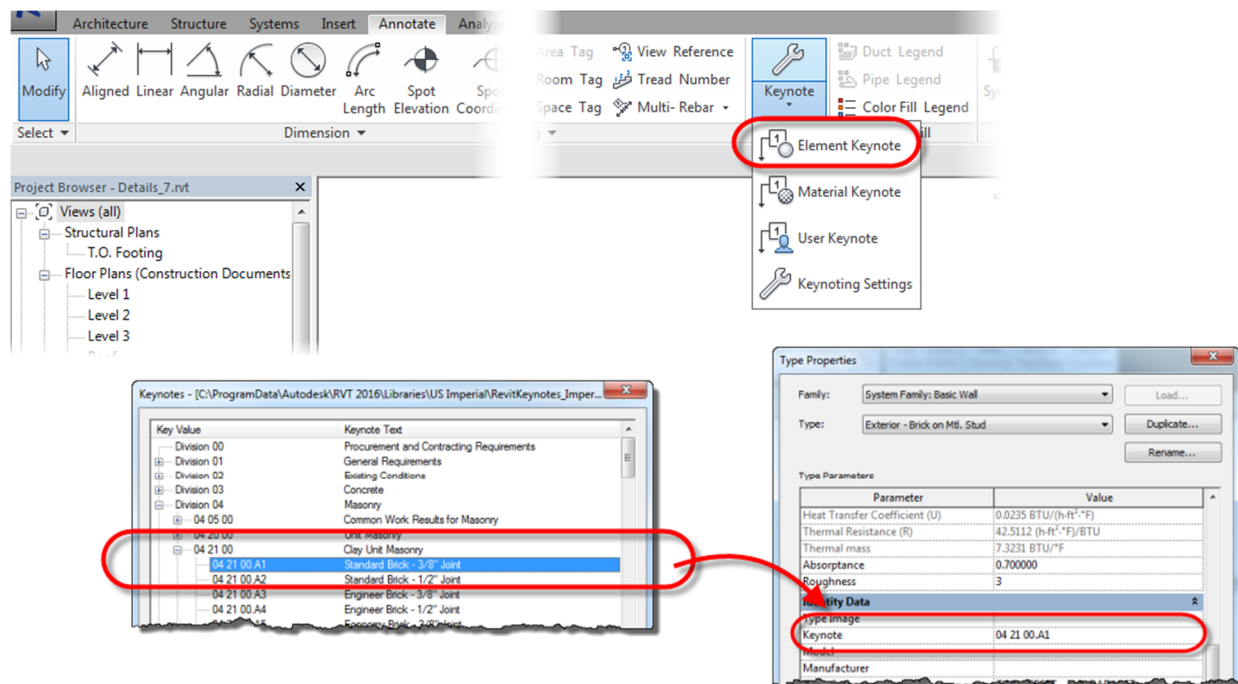 Architecture Structure Systems Insert Annotate Analyz
Modify Aligned Linear Angular Radial Diameter Arc Length Spot Elevation Spot Coordin
Area Tag View Reference
Room Tag Tread Number
Space Tag Multi- Rebar
Keynote
Duct Legend
Pipe Legend
Color Fill Legend
Select Dimension
Element Keynote
Material Keynote
User Keynote
Keynoting Settings
Project Browser - Details_7.rvt
Views (all)
Structural Plans
T.O. Footing
Floor Plans (Construction Documents
Level 1
Level 2
Level 3
Keynotes - [C:\ProgramData\Autodesk\RVT 2016\Libraries\US Imperial\RevitKeynotes_Imper...
Key Value Keynote Text
Division 00 Procurement and Contracting Requirements
Division 01 General Requirements
Division 02 Existing Conditions
Division 03 Concrete
Division 04 Masonry
04 05 00 Common Work Results for Masonry
04 20 00 Unit Masonry
04 21 00 Clay Unit Masonry
04 21 00.A1 Standard Brick - 3/8" Joint
04 21 00.A2 Standard Brick - 1/2" Joint
04 21 00.A3 Engineer Brick - 3/8" Joint
04 21 00.A4 Engineer Brick - 1/2" Joint
Economy Brick - 3/8" Joint
Type Properties
Family: System Family: Basic Wall Load...
Type: Exterior - Brick on Mtl. Stud Duplicate...
Rename...
Type Parameters
Parameter Value
Heat Transfer Coefficient (U) 0.0235 BTU/(h·ft²·°F)
Thermal Resistance (R) 42.5112 (h·ft²·°F)/BTU
Thermal mass 7.3231 BTU/°F
Absorptance 0.700000
Roughness 3
Identity Data
Type Image
Keynote 04 21 00.A1
Model
Manufacturer